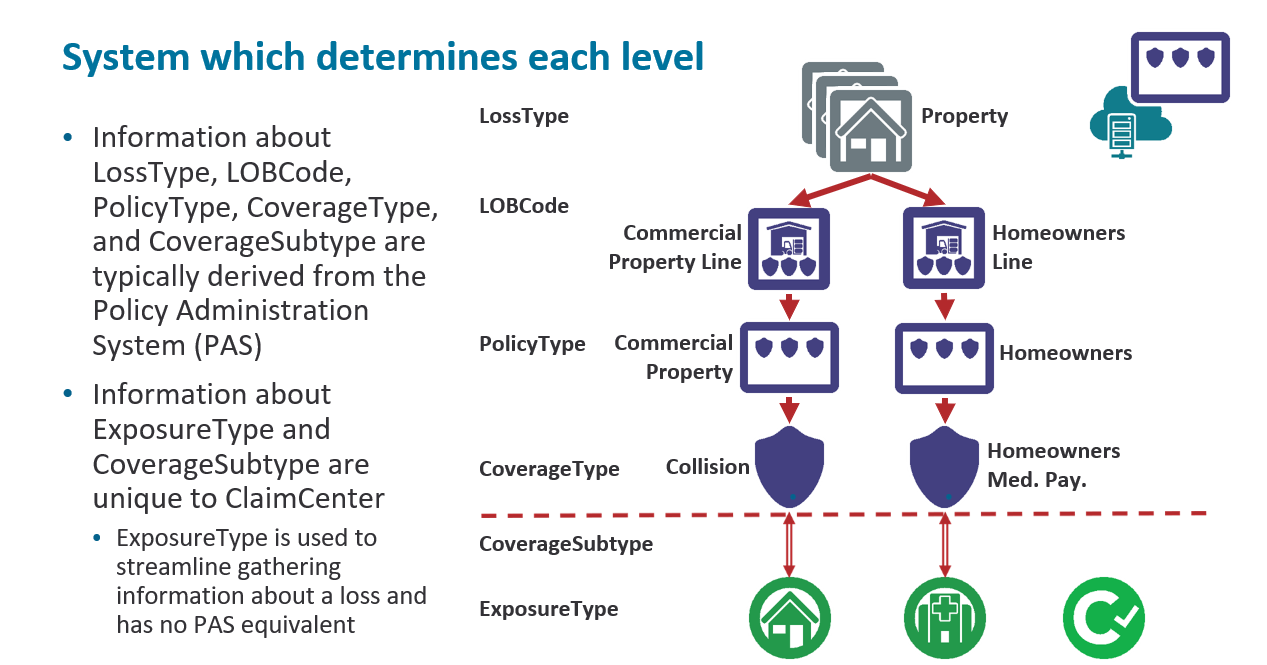 System which determines each level
• Information about
LossType, LOBCode,
PolicyType, CoverageType,
and CoverageSubtype are
typically derived from the
Policy Administration
System (PAS)
• Information about
ExposureType and
CoverageSubtype are
unique to ClaimCenter
• ExposureType is used to
streamline gathering
information about a loss and
has no PAS equivalent
LossType
Property
LOBCode
Commercial
Property Line
Homeowners
Line
PolicyType
Commercial
Property
Homeowners
CoverageType
Collision
Homeowners
Med. Pay.
CoverageSubtype
ExposureType